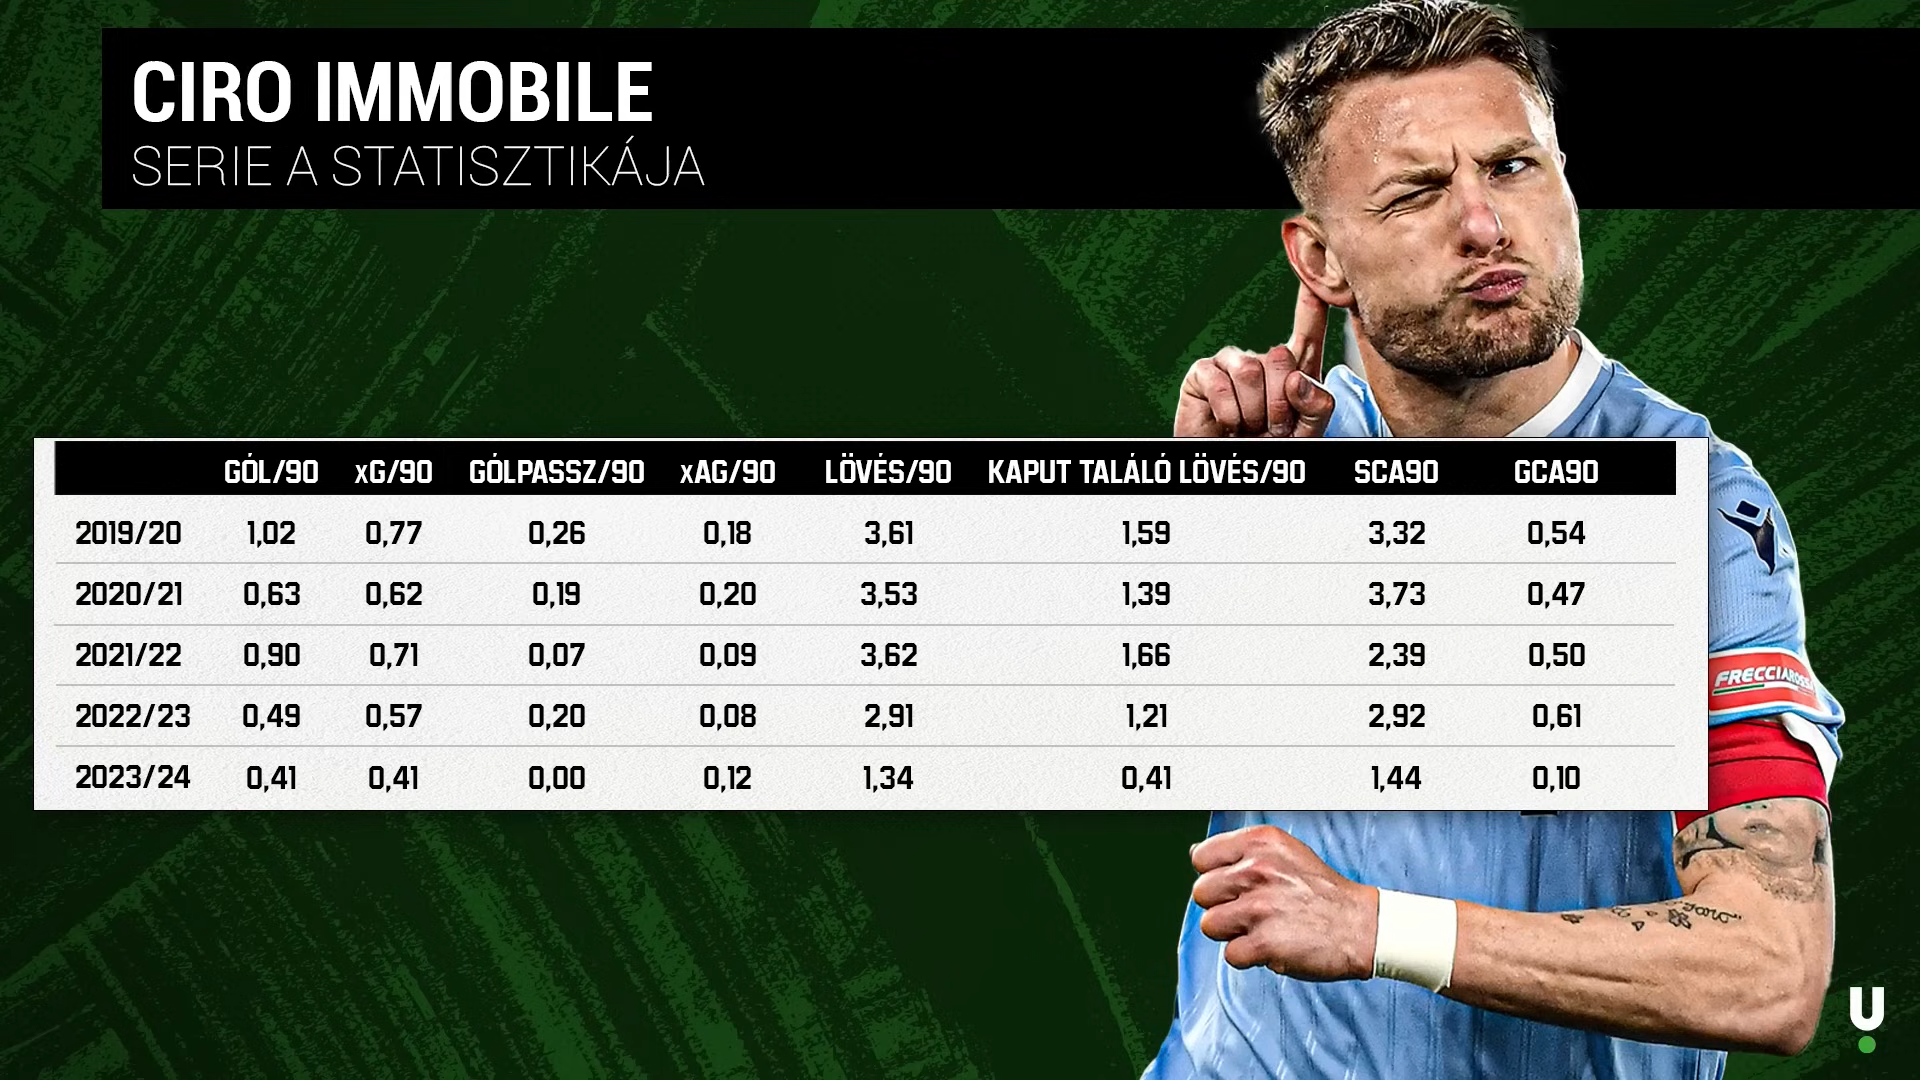 CIRO IMMOBILE
SERIE A STATISZTIKÁJA
GÓL/90 xG/90 GÓLPASSZ/90 xAG/90 LÖVÉS/90 KAPUT TALÁLÓ LÖVÉS/90 SCA90 GCA90
2019/20 1,02 0,77 0,26 0,18 3,61 1,59 3,32 0,54
2020/21 0,63 0,62 0,19 0,20 3,53 1,39 3,73 0,47
2021/22 0,90 0,71 0,07 0,09 3,62 1,66 2,39 0,50
FRECCIAROSSA
2022/23 0,49 0,57 0,20 0,08 2,91 1,21 2,92 0,61
2023/24 0,41 0,41 0,00 0,12 1,34 0,41 1,44 0,10
U